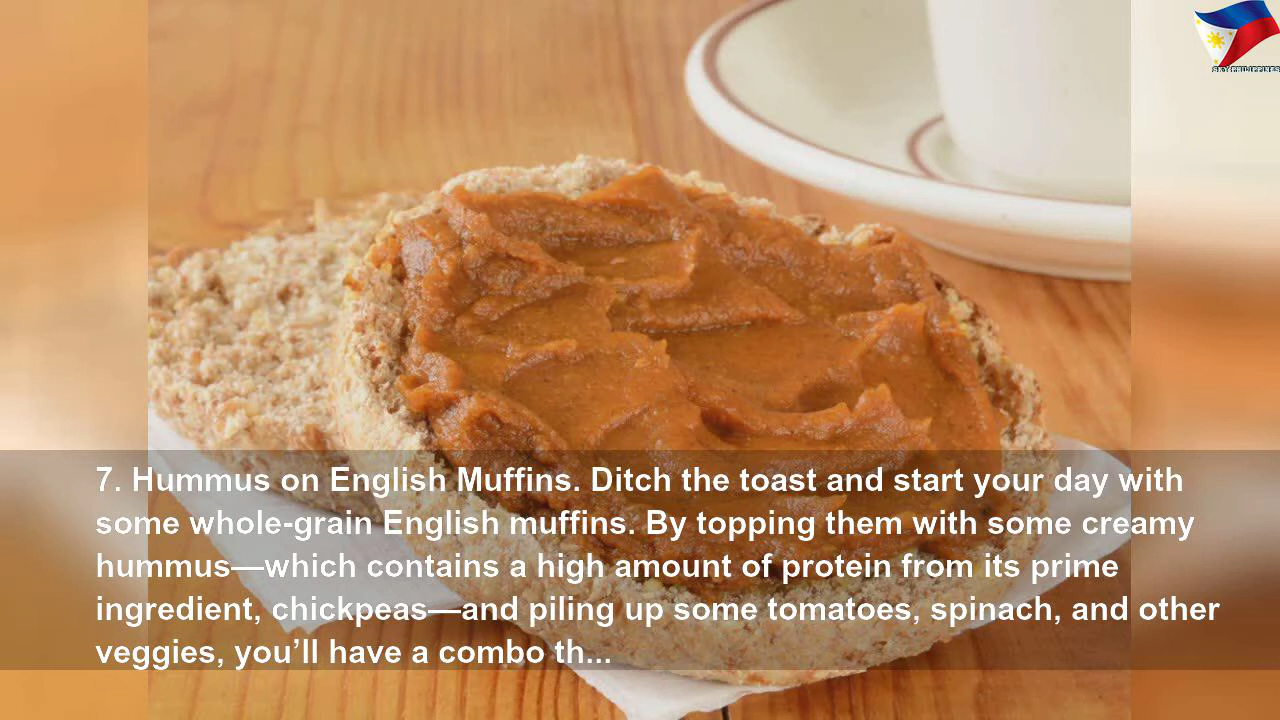 7. Hummus on English Muffins. Ditch the toast and start your day with
some whole-grain English muffins. By topping them with some creamy
hummus—which contains a high amount of protein from its prime
ingredient, chickpeas—and piling up some tomatoes, spinach, and other
veggies, you’ll have a combo th...